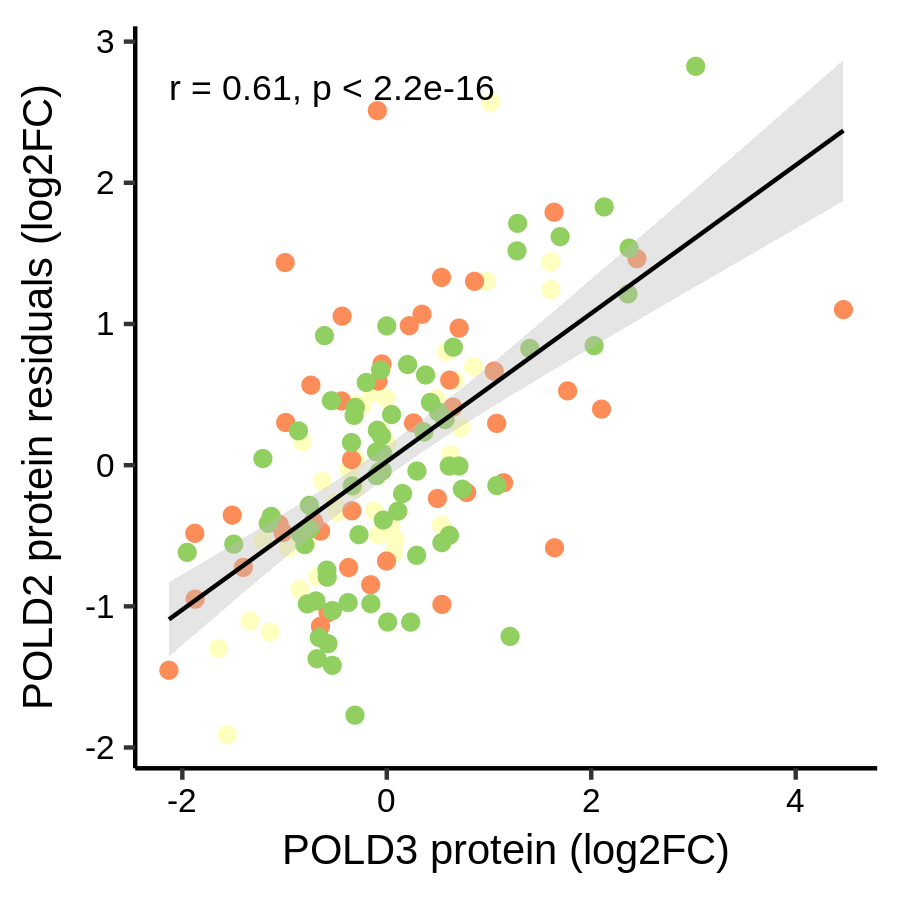 r = 0.61, p < 2.2e-16
POLD2 protein residuals (log2FC)
3
2
1
0
-1
-2
-2 0 2 4
POLD3 protein (log2FC)